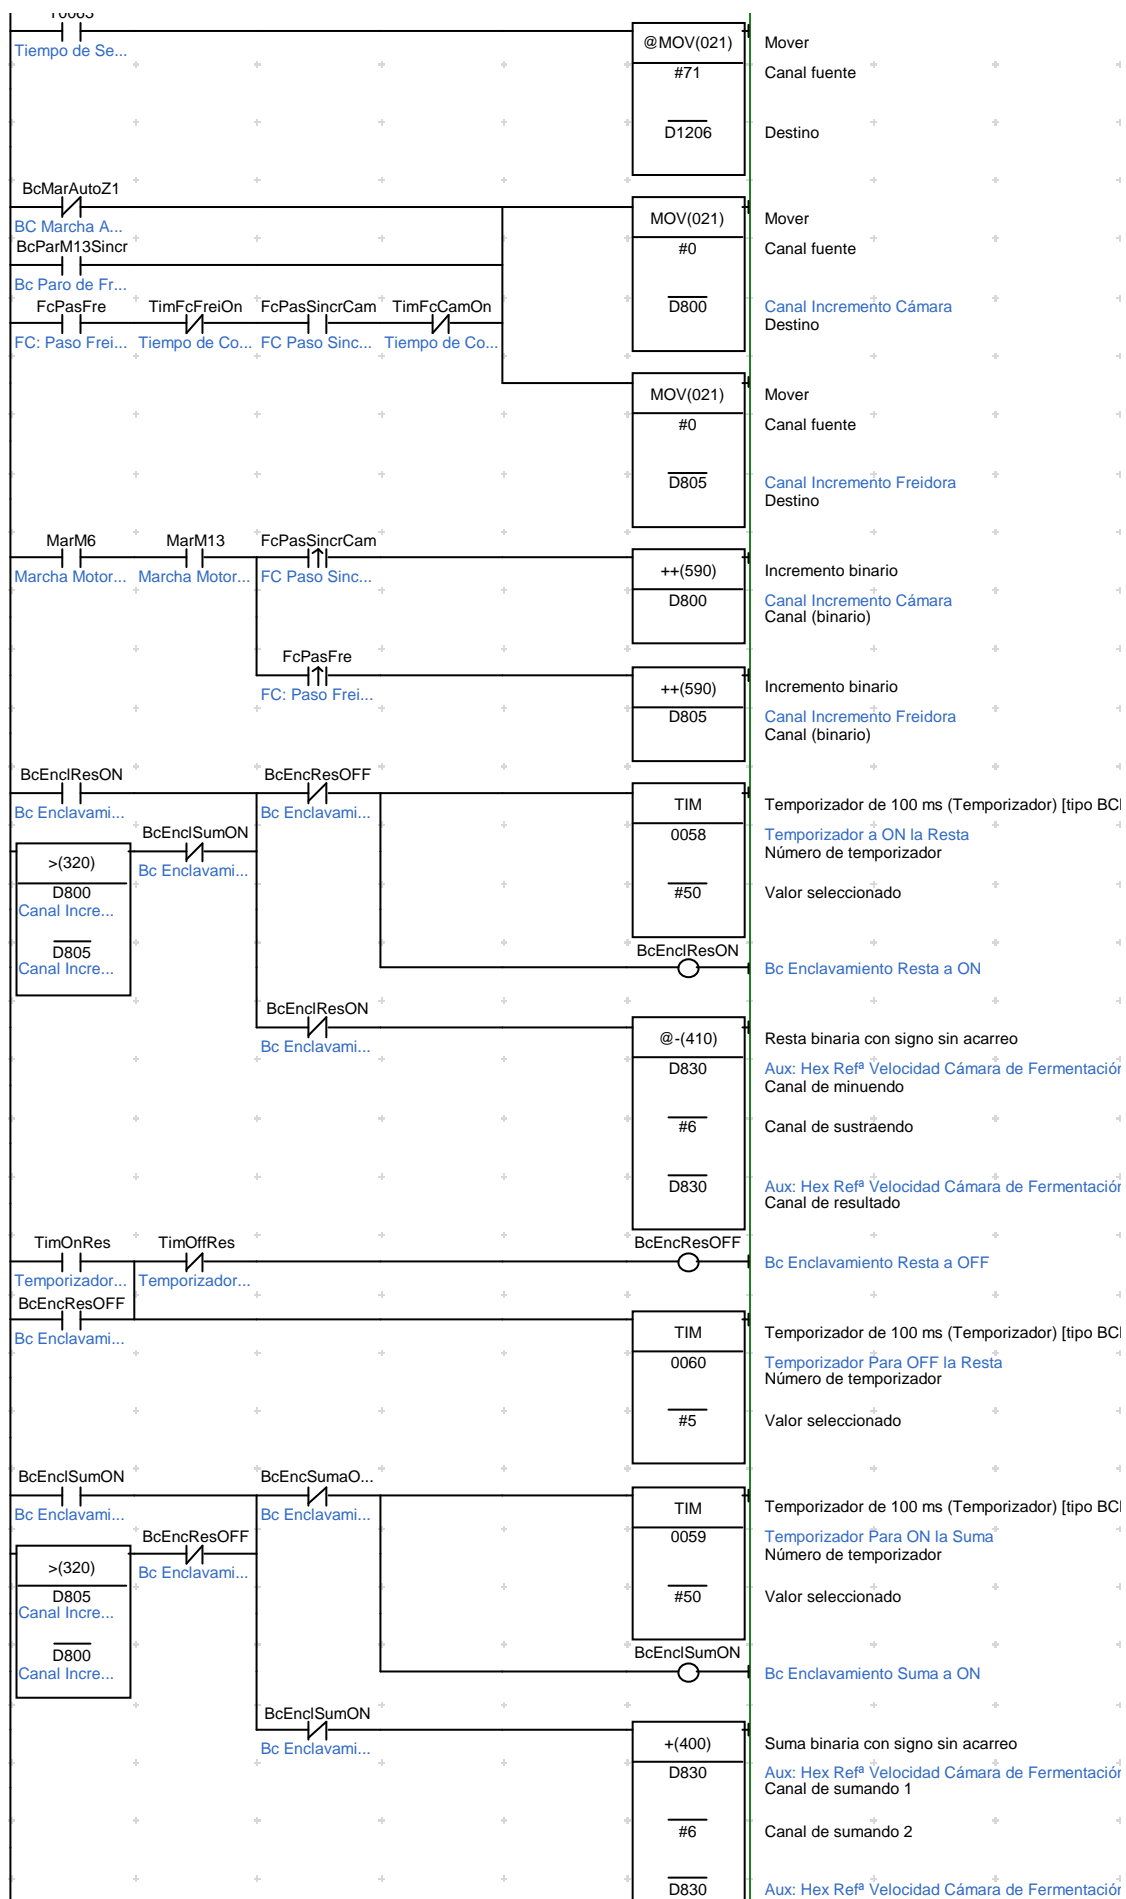 @MOV(021) Mover
Tiempo de Se...
#71 Canal fuente
D1206 Destino
BcMarAutoZ1
BC Marcha A...
MOV(021) Mover
BcParM13Sincr
#0 Canal fuente
Bc Paro de Fr...
FcPasFre TimFcFreiOn FcPasSincrCam TimFcCamOn
D800 Canal Incremento Cámara
Destino
FC: Paso Frei... Tiempo de Co... FC Paso Sinc... Tiempo de Co...
MOV(021) Mover
#0 Canal fuente
D805 Canal Incremento Freidora
Destino
MarM6 MarM13 FcPasSincrCam
Marcha Motor... Marcha Motor... FC Paso Sinc...
++(590) Incremento binario
D800 Canal Incremento Cámara
Canal (binario)
FcPasFre
FC: Paso Frei...
++(590) Incremento binario
D805 Canal Incremento Freidora
Canal (binario)
BcEnclResON BcEncResOFF
Bc Enclavami... Bc Enclavami...
TIM Temporizador de 100 ms (Temporizador) [tipo BC
BcEnclSumON
0058 Temporizador a ON la Resta
Número de temporizador
>(320)
Bc Enclavami...
D800
Canal Incre...
#50 Valor seleccionado
D805
Canal Incre...
BcEnclResON
Bc Enclavamiento Resta a ON
BcEnclResON
Bc Enclavami...
@-(410) Resta binaria con signo sin acarreo
D830 Aux: Hex Refª Velocidad Cámara de Fermentación
Canal de minuendo
#6 Canal de sustraendo
D830 Aux: Hex Refª Velocidad Cámara de Fermentación
Canal de resultado
TimOnRes TimOffRes BcEncResOFF
Bc Enclavamiento Resta a OFF
Temporizador... Temporizador...
BcEncResOFF
Bc Enclavami...
TIM Temporizador de 100 ms (Temporizador) [tipo BC
0060 Temporizador Para OFF la Resta
Número de temporizador
#5 Valor seleccionado
BcEnclSumON BcEncSumaO...
Bc Enclavami... Bc Enclavami...
TIM Temporizador de 100 ms (Temporizador) [tipo BC
BcEncResOFF
0059 Temporizador Para ON la Suma
Número de temporizador
>(320)
Bc Enclavami...
D805
Canal Incre...
#50 Valor seleccionado
D800
Canal Incre...
BcEnclSumON
Bc Enclavamiento Suma a ON
BcEnclSumON
Bc Enclavami...
+(400) Suma binaria con signo sin acarreo
D830 Aux: Hex Refª Velocidad Cámara de Fermentación
Canal de sumando 1
#6 Canal de sumando 2
D830 Aux: Hex Refª Velocidad Cámara de Fermentación